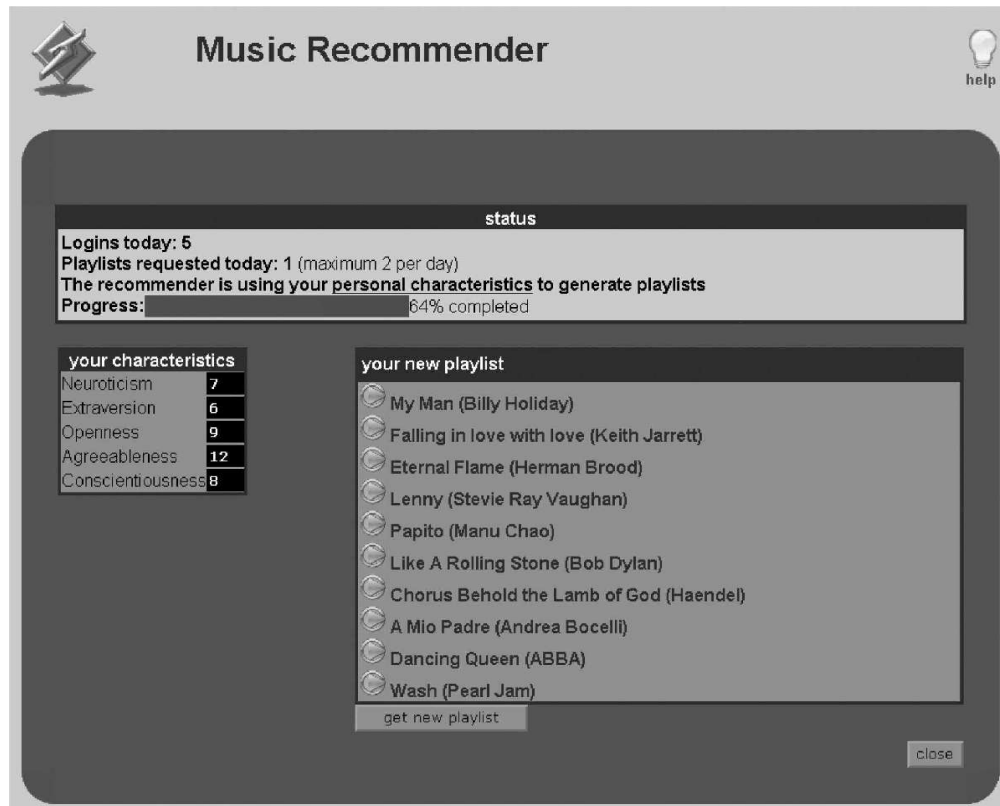 Music Recommender
help
status
Logins today: 5
Playlists requested today: 1 (maximum 2 per day)
The recommender is using your personal characteristics to generate playlists
Progress: 64% completed
your characteristics
Neuroticism 7
Extraversion 6
Openness 9
Agreeableness 12
Conscientiousness 8
your new playlist
My Man (Billy Holiday)
Falling in love with love (Keith Jarrett)
Eternal Flame (Herman Brood)
Lenny (Stevie Ray Vaughan)
Papito (Manu Chao)
Like A Rolling Stone (Bob Dylan)
Chorus Behold the Lamb of God (Haendel)
A Mio Padre (Andrea Bocelli)
Dancing Queen (ABBA)
Wash (Pearl Jam)
get new playlist
close